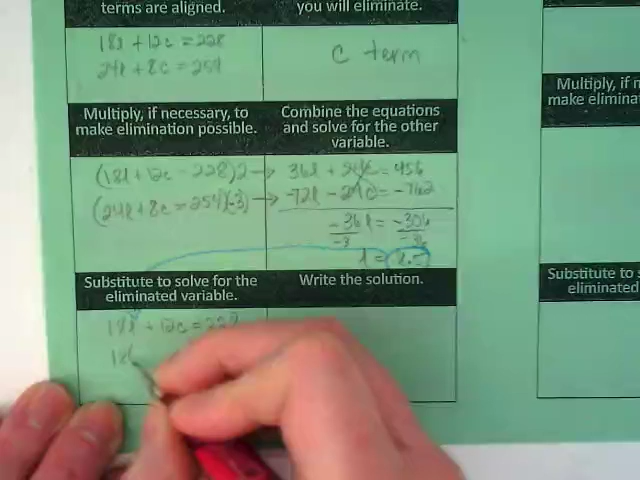 terms are aligned.
you will eliminate.
18l + 12c = 228
24l + 8c = 254
C term
Multiply, if necessary, to
make elimination possible.
Combine the equations
and solve for the other
variable.
(18l + 12c = 228)2 →
36l + 24c = 456
(24l + 8c = 254)(-3) →
-72l - 24c = -762
-36l = -306
-3 -36
l = 8.5
Substitute to solve for the
eliminated variable.
Write the solution.
18l + 12c = 228
18(
Multiply, if n
make elimina
Substitute to s
eliminated